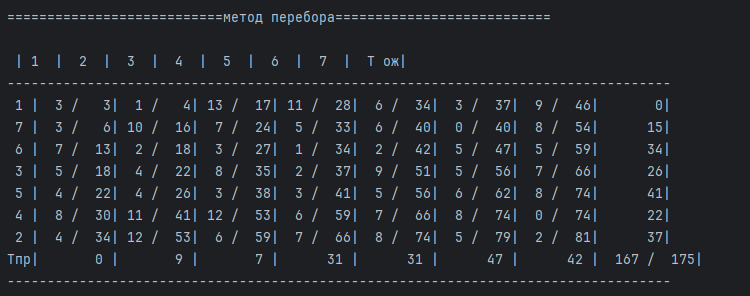 ===========================метод перебора===========================
| 1 | 2 | 3 | 4 | 5 | 6 | 7 | T ож|
-----------------------------------------------------------------------------------
1 | 3 / 3| 1 / 4| 13 / 17| 11 / 28| 6 / 34| 3 / 37| 9 / 46| 0|
7 | 3 / 6| 10 / 16| 7 / 24| 5 / 33| 6 / 40| 0 / 40| 8 / 54| 15|
6 | 7 / 13| 2 / 18| 3 / 27| 1 / 34| 2 / 42| 5 / 47| 5 / 59| 34|
3 | 5 / 18| 4 / 22| 8 / 35| 2 / 37| 9 / 51| 5 / 56| 7 / 66| 26|
5 | 4 / 22| 4 / 26| 3 / 38| 3 / 41| 5 / 56| 6 / 62| 8 / 74| 41|
4 | 8 / 30| 11 / 41| 12 / 53| 6 / 59| 7 / 66| 8 / 74| 0 / 74| 22|
2 | 4 / 34| 12 / 53| 6 / 59| 7 / 66| 8 / 74| 5 / 79| 2 / 81| 37|
Tпр| 0 | 9 | 7 | 31 | 31 | 47 | 42 | 167 / 175|
-----------------------------------------------------------------------------------